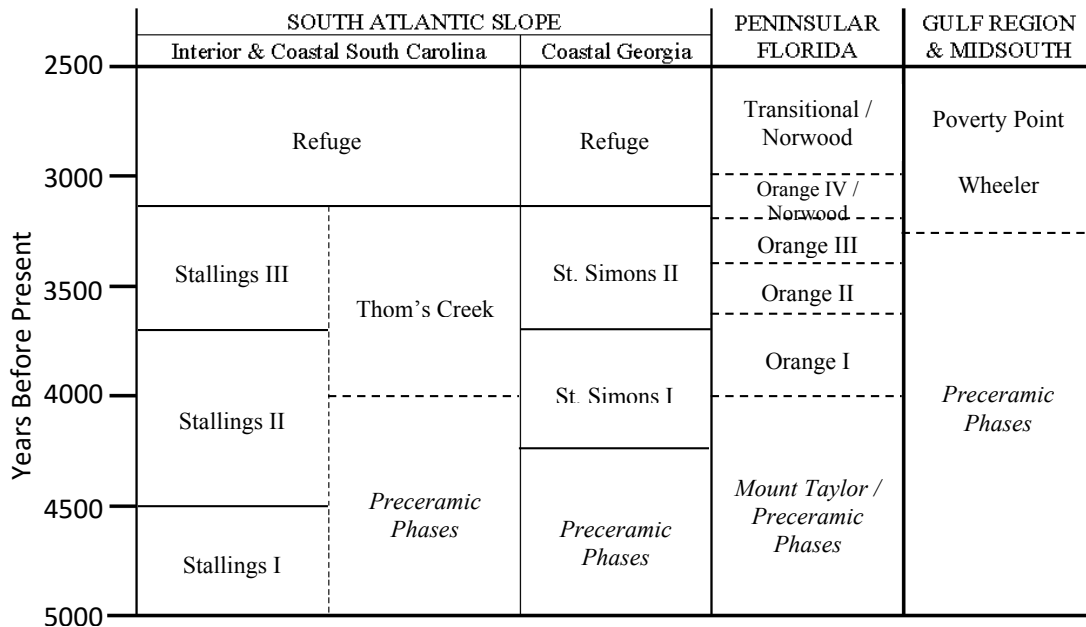 SOUTH ATLANTIC SLOPE
PENINSULAR
FLORIDA
GULF REGION
& MIDSOUTH
Interior & Coastal South Carolina
Coastal Georgia
Years Before Present
2500
3000
3500
4000
4500
5000
Refuge
Stallings III
Stallings II
Stallings I
Thom’s Creek
Preceramic
Phases
Refuge
St. Simons II
St. Simons I
Preceramic
Phases
Transitional /
Norwood
Orange IV /
Norwood
Orange III
Orange II
Orange I
Mount Taylor /
Preceramic
Phases
Poverty Point
Wheeler
Preceramic
Phases